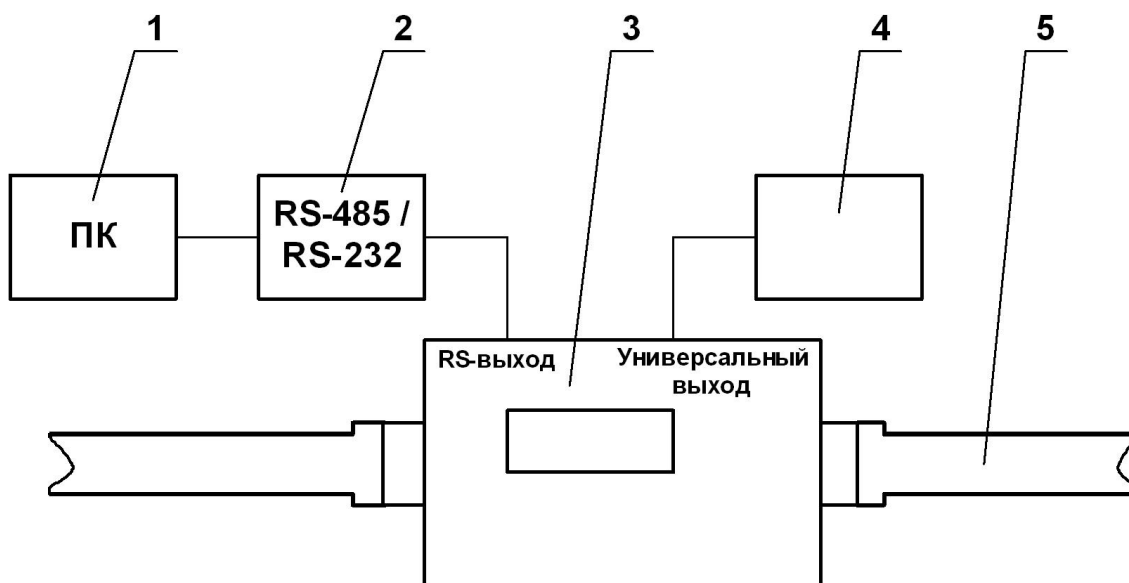 1 2 3 4 5
ПК
RS-485 /
RS-232
RS-выход
Универсальный
выход